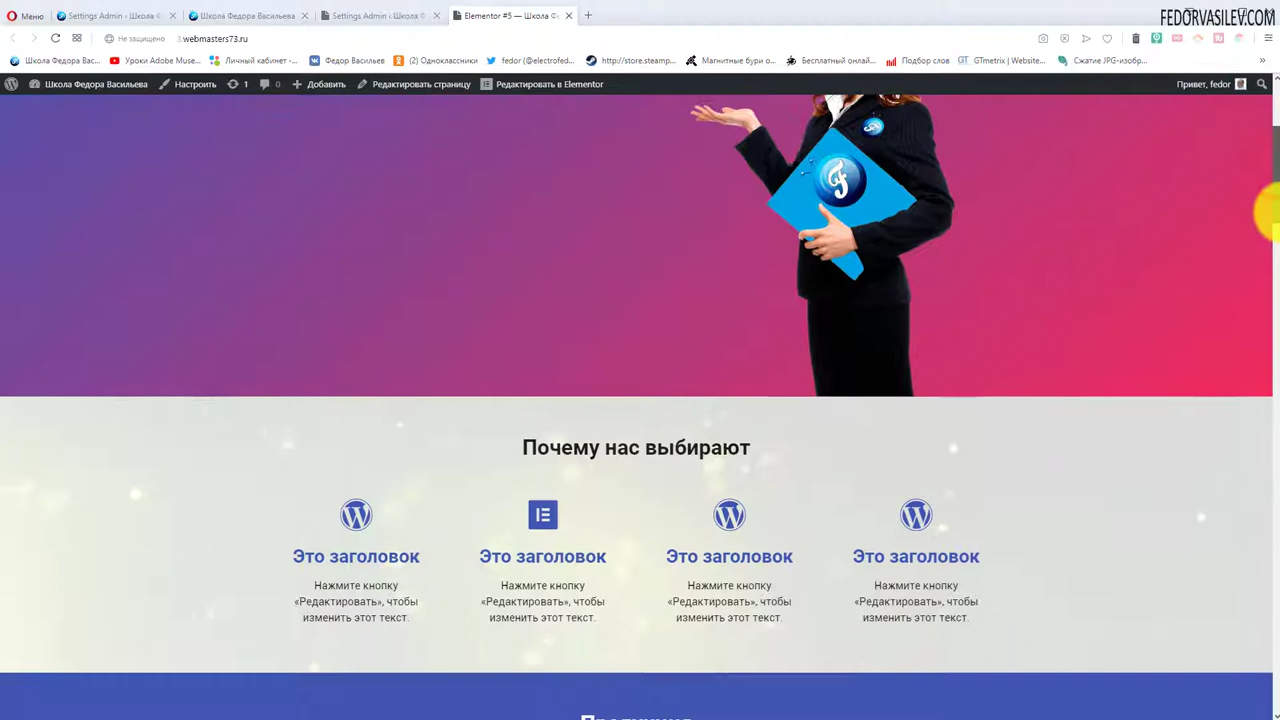 FEDORVASILEV.COM
Меню
Settings Admin ‹ Школа Ф
Школа Федора Васильева
Settings Admin ‹ Школа Ф
Elementor #5 — Школа Ф
Не защищено
3.webmasters73.ru
Школа Федора Вас...
Уроки Adobe Muse...
Личный кабинет -...
Федор Васильев
(2) Одноклассники
fedor (@electrofed...
http://store.steamp...
Магнитные бури о...
Бесплатный онлай...
Подбор слов
GTmetrix | Website...
Сжатие JPG-изобр...
Школа Федора Васильева
Настроить
1
0
Добавить
Редактировать страницу
Редактировать в Elementor
Привет, fedor
Почему нас выбирают
Это заголовок
Это заголовок
Это заголовок
Это заголовок
Нажмите кнопку
«Редактировать», чтобы
изменить этот текст.
Нажмите кнопку
«Редактировать», чтобы
изменить этот текст.
Нажмите кнопку
«Редактировать», чтобы
изменить этот текст.
Нажмите кнопку
«Редактировать», чтобы
изменить этот текст.